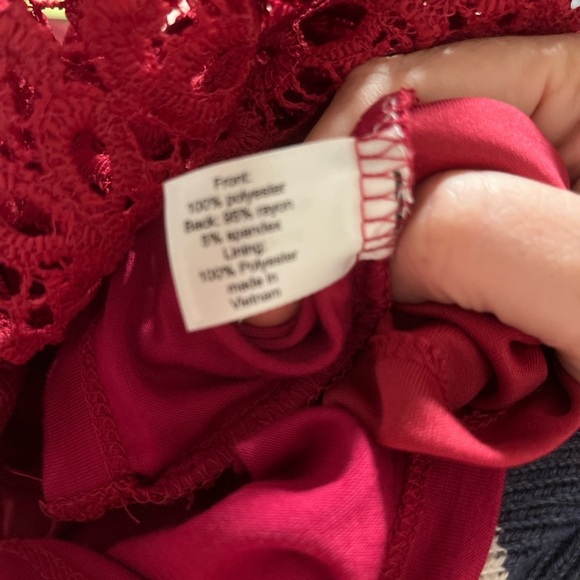 Front:
100% polyester
Back: 95% rayon
5% spandex
Lining:
100% Polyester
made in
Vietnam